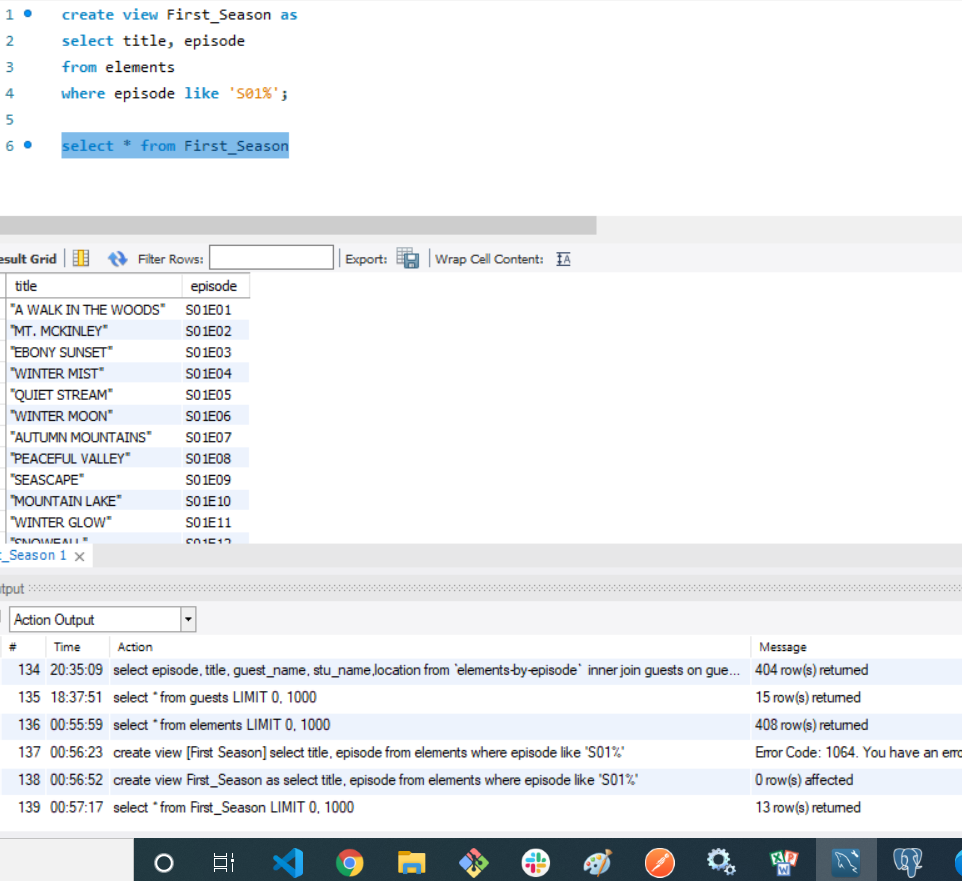 1 create view First_Season as
2 select title, episode
3 from elements
4 where episode like 'S01%';
5
6 select * from First_Season
esult Grid Filter Rows: Export: Wrap Cell Content: IA
title episode
"A WALK IN THE WOODS" S01E01
"MT. MCKINLEY" S01E02
"EBONY SUNSET" S01E03
"WINTER MIST" S01E04
"QUIET STREAM" S01E05
"WINTER MOON" S01E06
"AUTUMN MOUNTAINS" S01E07
"PEACEFUL VALLEY" S01E08
"SEASCAPE" S01E09
"MOUNTAIN LAKE" S01E10
"WINTER GLOW" S01E11
"SNOWFALL" S01E12
t_Season 1
tput
Action Output
# Time Action Message
134 20:35:09 select episode, title, guest_name, stu_name,location from `elements-by-episode` inner join guests on gue... 404 row(s) returned
135 18:37:51 select * from guests LIMIT 0, 1000 15 row(s) returned
136 00:55:59 select * from elements LIMIT 0, 1000 408 row(s) returned
137 00:56:23 create view [First Season] select title, episode from elements where episode like 'S01%' Error Code: 1064. You have an erro
138 00:56:52 create view First_Season as select title, episode from elements where episode like 'S01%' 0 row(s) affected
139 00:57:17 select * from First_Season LIMIT 0, 1000 13 row(s) returned